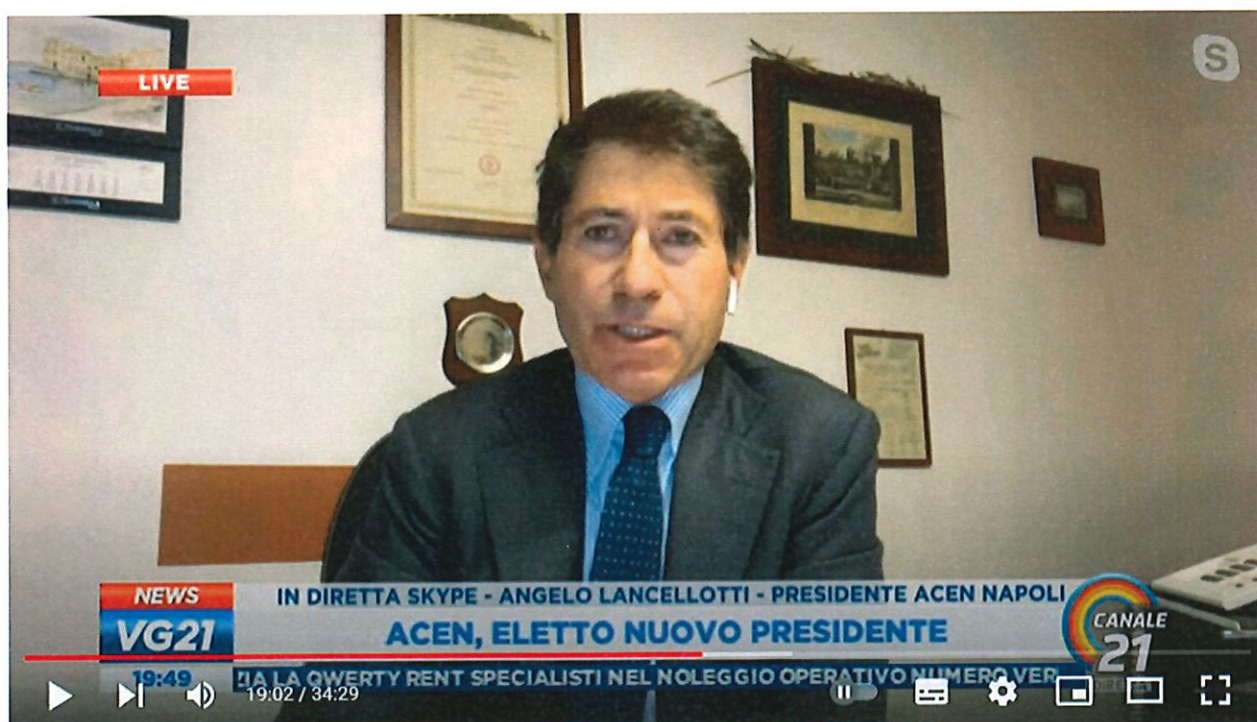 LIVE
S
NEWS
IN DIRETTA SKYPE - ANGELO LANCELLOTTI - PRESIDENTE ACEN NAPOLI
VG21
ACEN, ELETTO NUOVO PRESIDENTE
CANALE
21
19:49
LA QWERTY RENT SPECIALISTI NEL NOLEGGIO OPERATIVO NUMERO VER
19:02 / 34:29